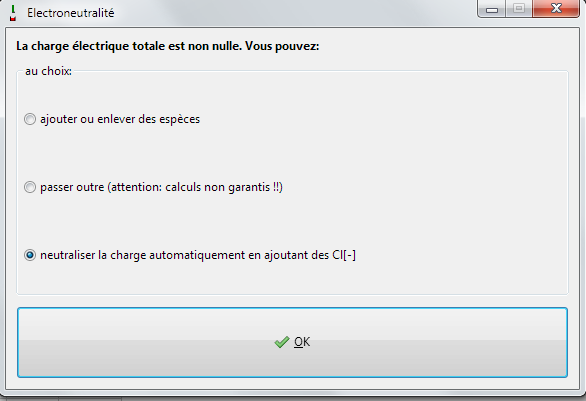 Electroneutralité
La charge électrique totale est non nulle. Vous pouvez:
au choix:
ajouter ou enlever des espèces
passer outre (attention: calculs non garantis !!)
neutraliser la charge automatiquement en ajoutant des Cl[-]
OK